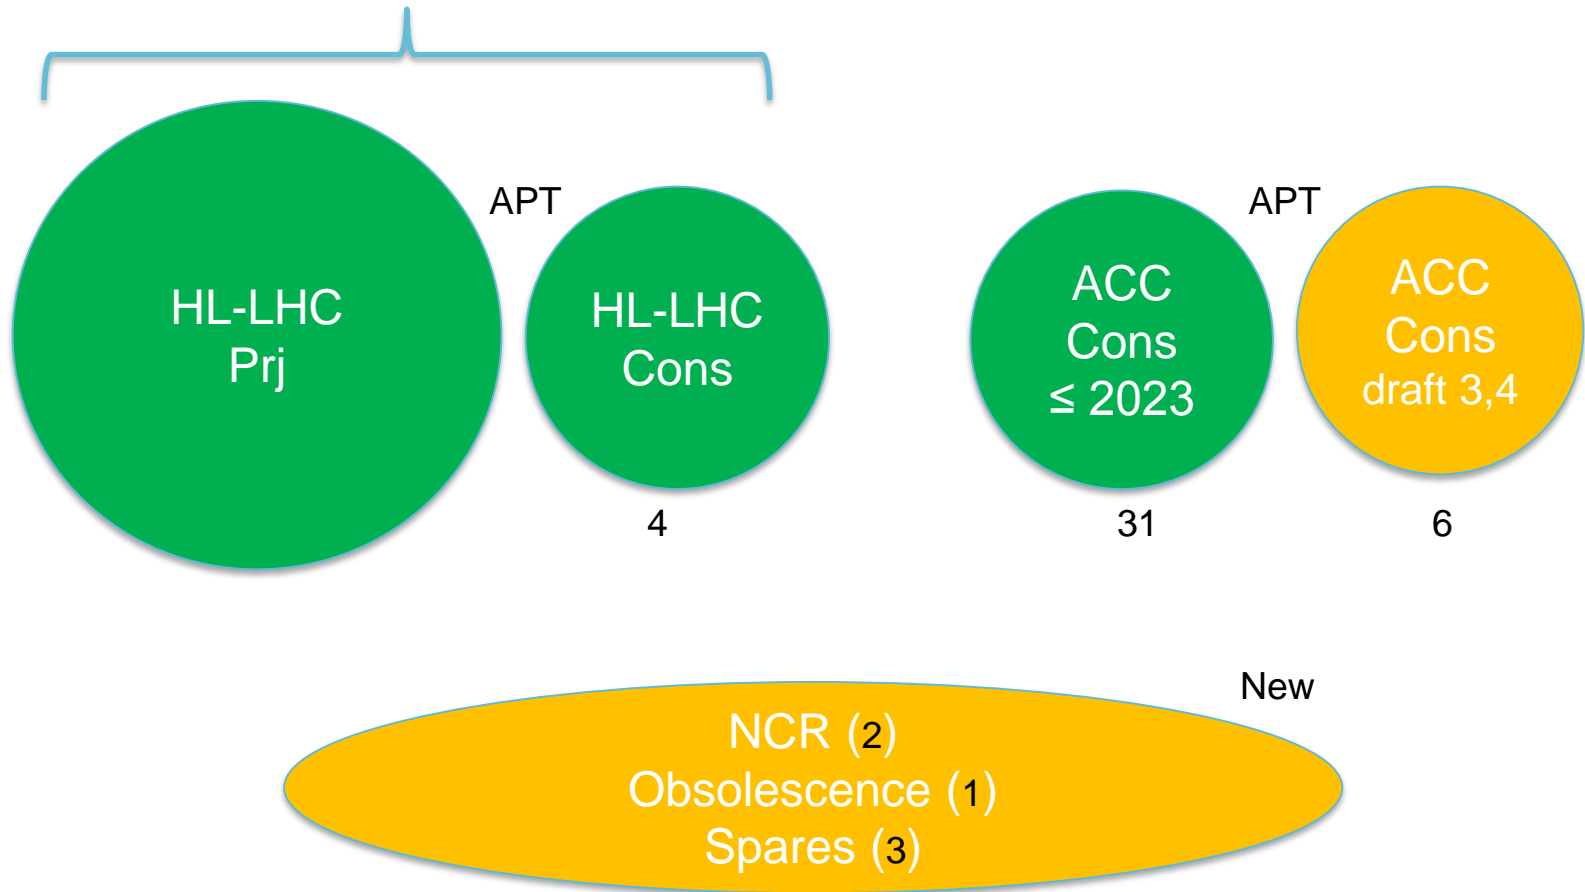 HL-LHC
Prj
APT
HL-LHC
Cons
4
ACC
Cons
≤ 2023
31
APT
ACC
Cons
draft 3,4
6
New
NCR (2)
Obsolescence (1)
Spares (3)